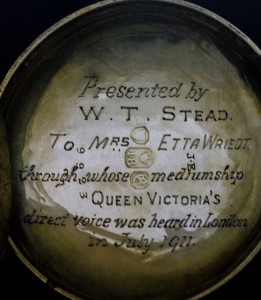 Presented by
W. T. STEAD.
TO MRS ETTA WRIEDT.
through whose mediumship
QUEEN VICTORIA'S
direct voice was heard in London
in July 1911.